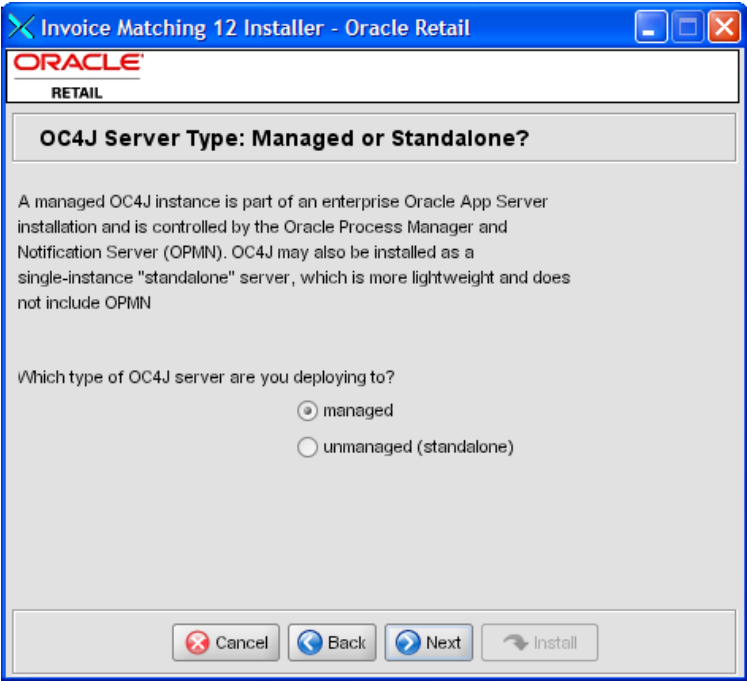 Invoice Matching 12 Installer - Oracle Retail
ORACLE
RETAIL
OC4J Server Type: Managed or Standalone?
A managed OC4J instance is part of an enterprise Oracle App Server
installation and is controlled by the Oracle Process Manager and
Notification Server (OPMN). OC4J may also be installed as a
single-instance "standalone" server, which is more lightweight and does
not include OPMN
Which type of OC4J server are you deploying to?
managed
unmanaged (standalone)
Cancel Back Next Install